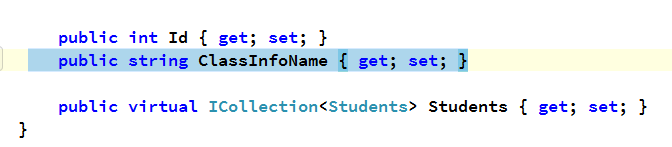 public int Id { get; set; }
public string ClassInfoName { get; set; }
public virtual ICollection<Students> Students { get; set; }
}